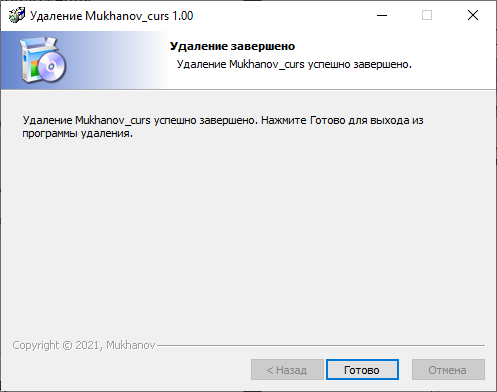 Удаление Mukhanov_curs 1.00
Удаление завершено
Удаление Mukhanov_curs успешно завершено.
Удаление Mukhanov_curs успешно завершено. Нажмите Готово для выхода из
программы удаления.
Copyright © 2021, Mukhanov
< Назад Готово Отмена